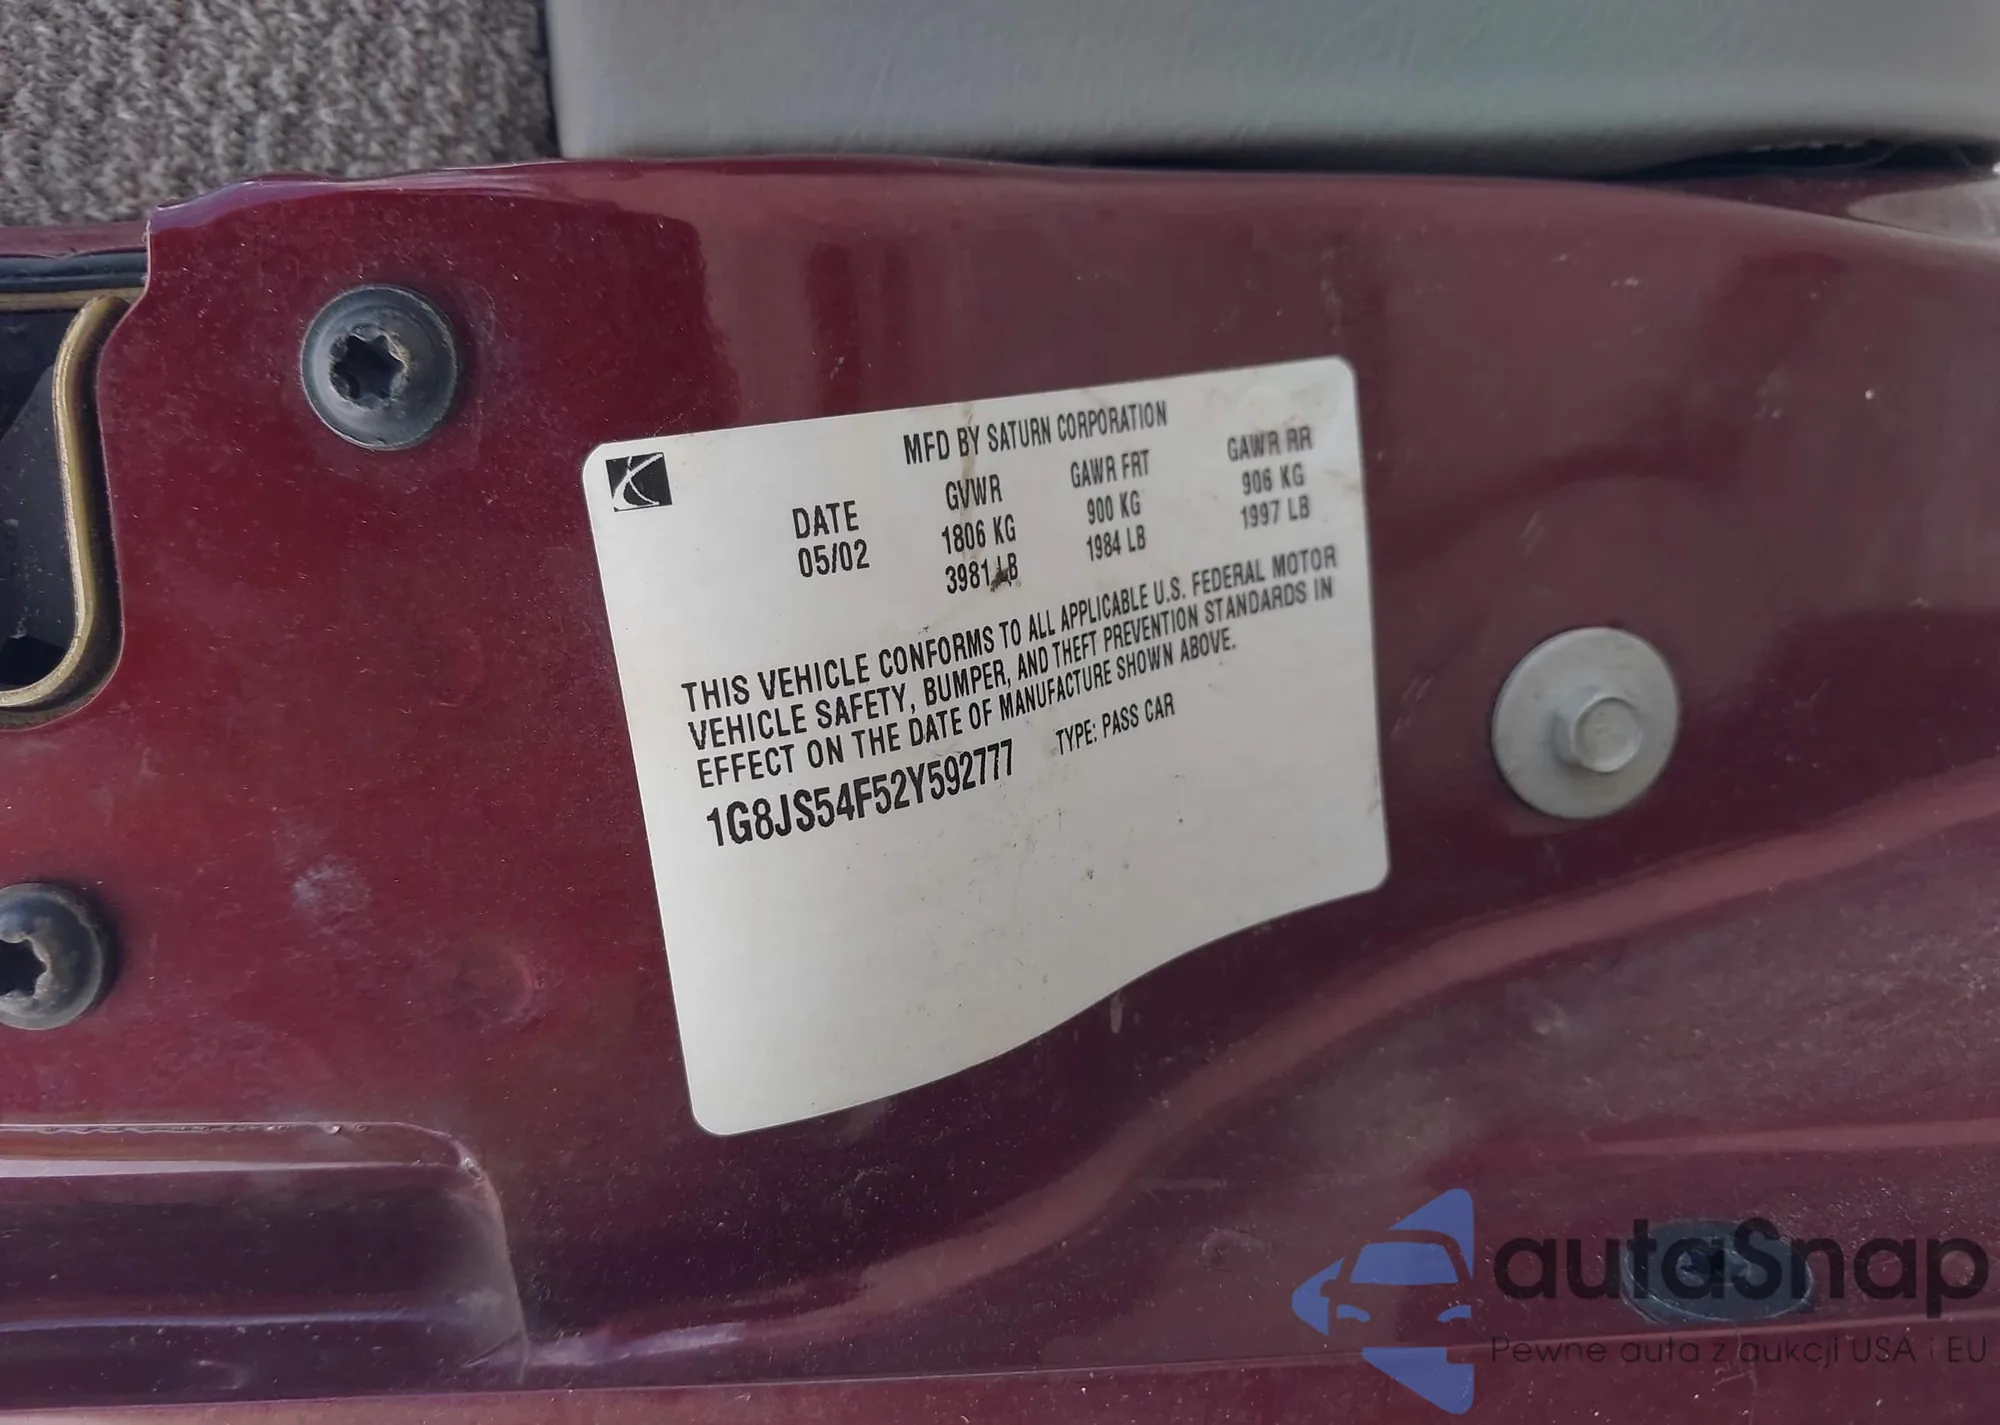 MFD BY SATURN CORPORATION
DATE GVWR GAWR FRT GAWR RR
05/02 1806 KG 900 KG 906 KG
3981 LB 1984 LB 1997 LB
THIS VEHICLE CONFORMS TO ALL APPLICABLE U.S. FEDERAL MOTOR
VEHICLE SAFETY, BUMPER, AND THEFT PREVENTION STANDARDS IN
EFFECT ON THE DATE OF MANUFACTURE SHOWN ABOVE.
1G8JS54F52Y592777 TYPE: PASS CAR
autaSnap
Pewne auta z aukcji USA i EU